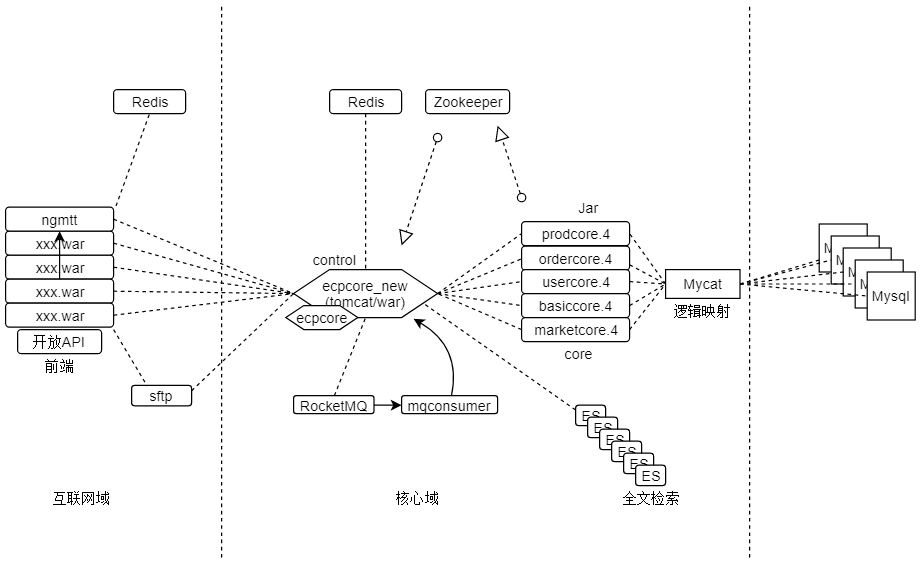 Redis
Redis
Zookeeper
ngmtt
xxx.war
xxx.war
xxx.war
xxx.war
开放API
前端
sftp
control
ecpcore_new
(tomcat/war)
ecpcore
RocketMQ
mqconsumer
Jar
prodcore.4
ordercore.4
usercore.4
basiccore.4
marketcore.4
core
Mycat
逻辑映射
M
M
M
M
Mysql
ES
ES
ES
ES
ES
ES
互联网域
核心域
全文检索